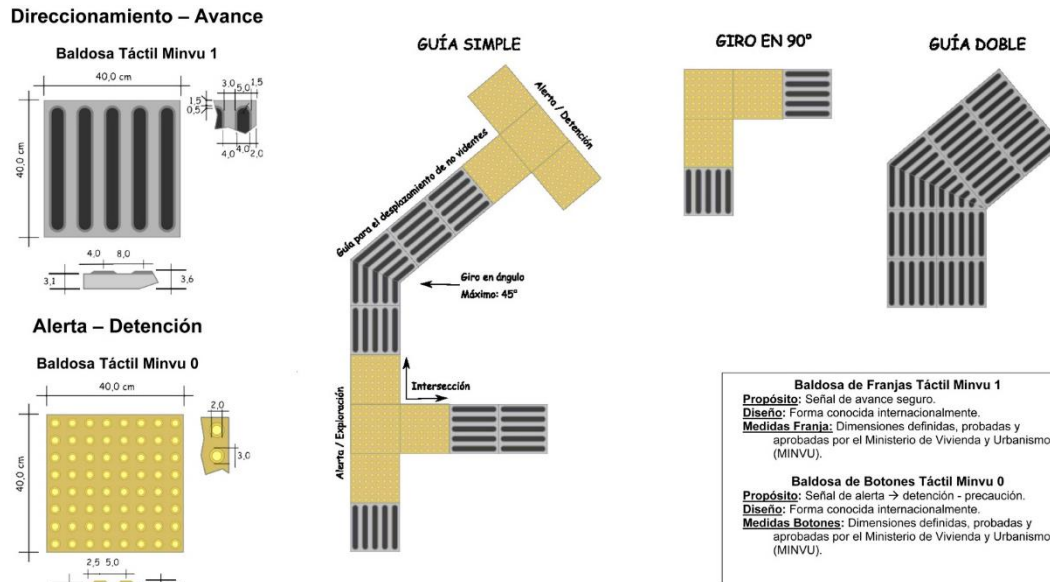 Direccionamiento – Avance
Baldosa Táctil Minvu 1
40,0 cm
3,0 5,0 1,5
1,5
0,5
40,0 cm
4,0 4,0 2,0
4,0 8,0
3,1
3,6
Alerta – Detención
Baldosa Táctil Minvu 0
40,0 cm
2,0
40,0 cm
3,0
2,5 5,0
GUÍA SIMPLE
Alerta / Detención
Guía para el desplazamiento de no videntes
Giro en ángulo
Máximo: 45°
Intersección
Alerta / Exploración
GIRO EN 90°
GUÍA DOBLE
Baldosa de Franjas Táctil Minvu 1
Propósito: Señal de avance seguro.
Diseño: Forma conocida internacionalmente.
Medidas Franja: Dimensiones definidas, probadas y
aprobadas por el Ministerio de Vivienda y Urbanismo
(MINVU).
Baldosa de Botones Táctil Minvu 0
Propósito: Señal de alerta → detención - precaución.
Diseño: Forma conocida internacionalmente.
Medidas Botones: Dimensiones definidas, probadas y
aprobadas por el Ministerio de Vivienda y Urbanismo
(MINVU).